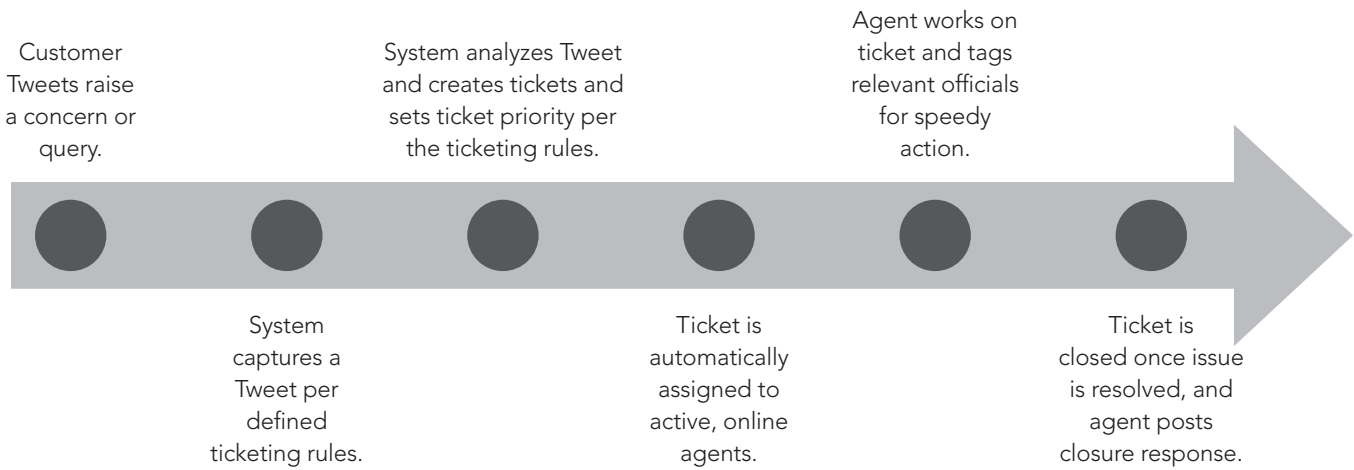 Customer
Tweets raise
a concern or
query.
System
captures a
Tweet per
defined
ticketing rules.
System analyzes Tweet
and creates tickets and
sets ticket priority per
the ticketing rules.
Ticket is
automatically
assigned to
active, online
agents.
Agent works on
ticket and tags
relevant officials
for speedy
action.
Ticket is
closed once issue
is resolved, and
agent posts
closure response.